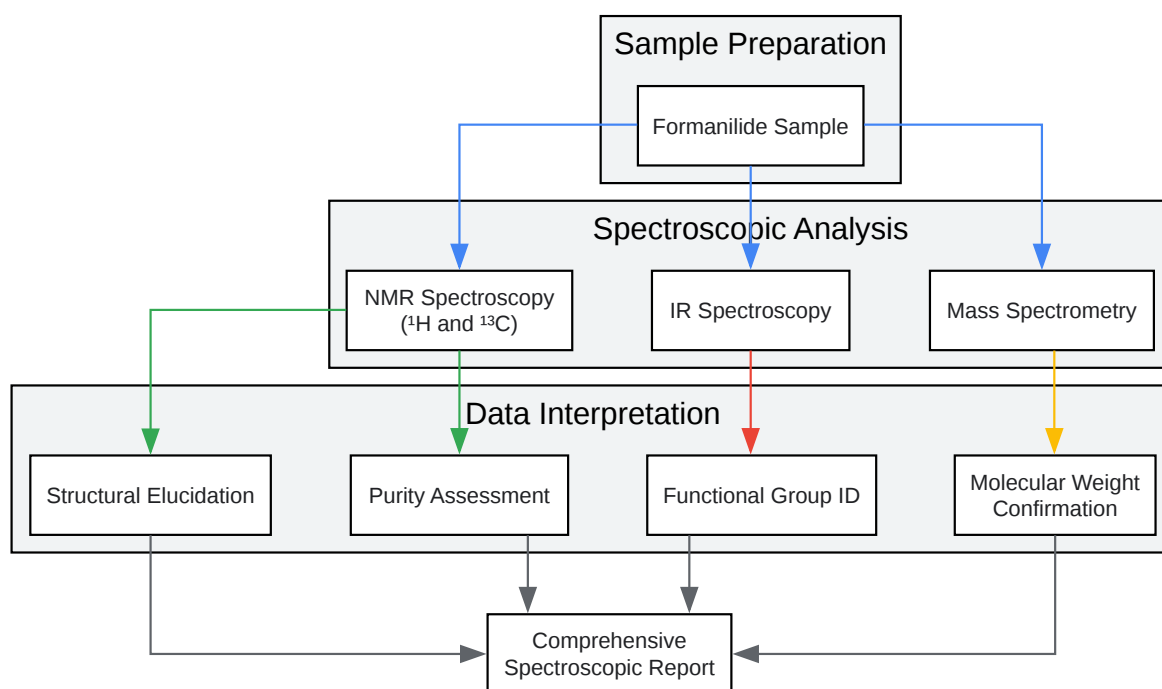 Sample Preparation
Formanilide Sample
Spectroscopic Analysis
NMR Spectroscopy
(¹H and ¹³C)
IR Spectroscopy
Mass Spectrometry
Data Interpretation
Structural Elucidation
Purity Assessment
Functional Group ID
Molecular Weight
Confirmation
Comprehensive
Spectroscopic Report